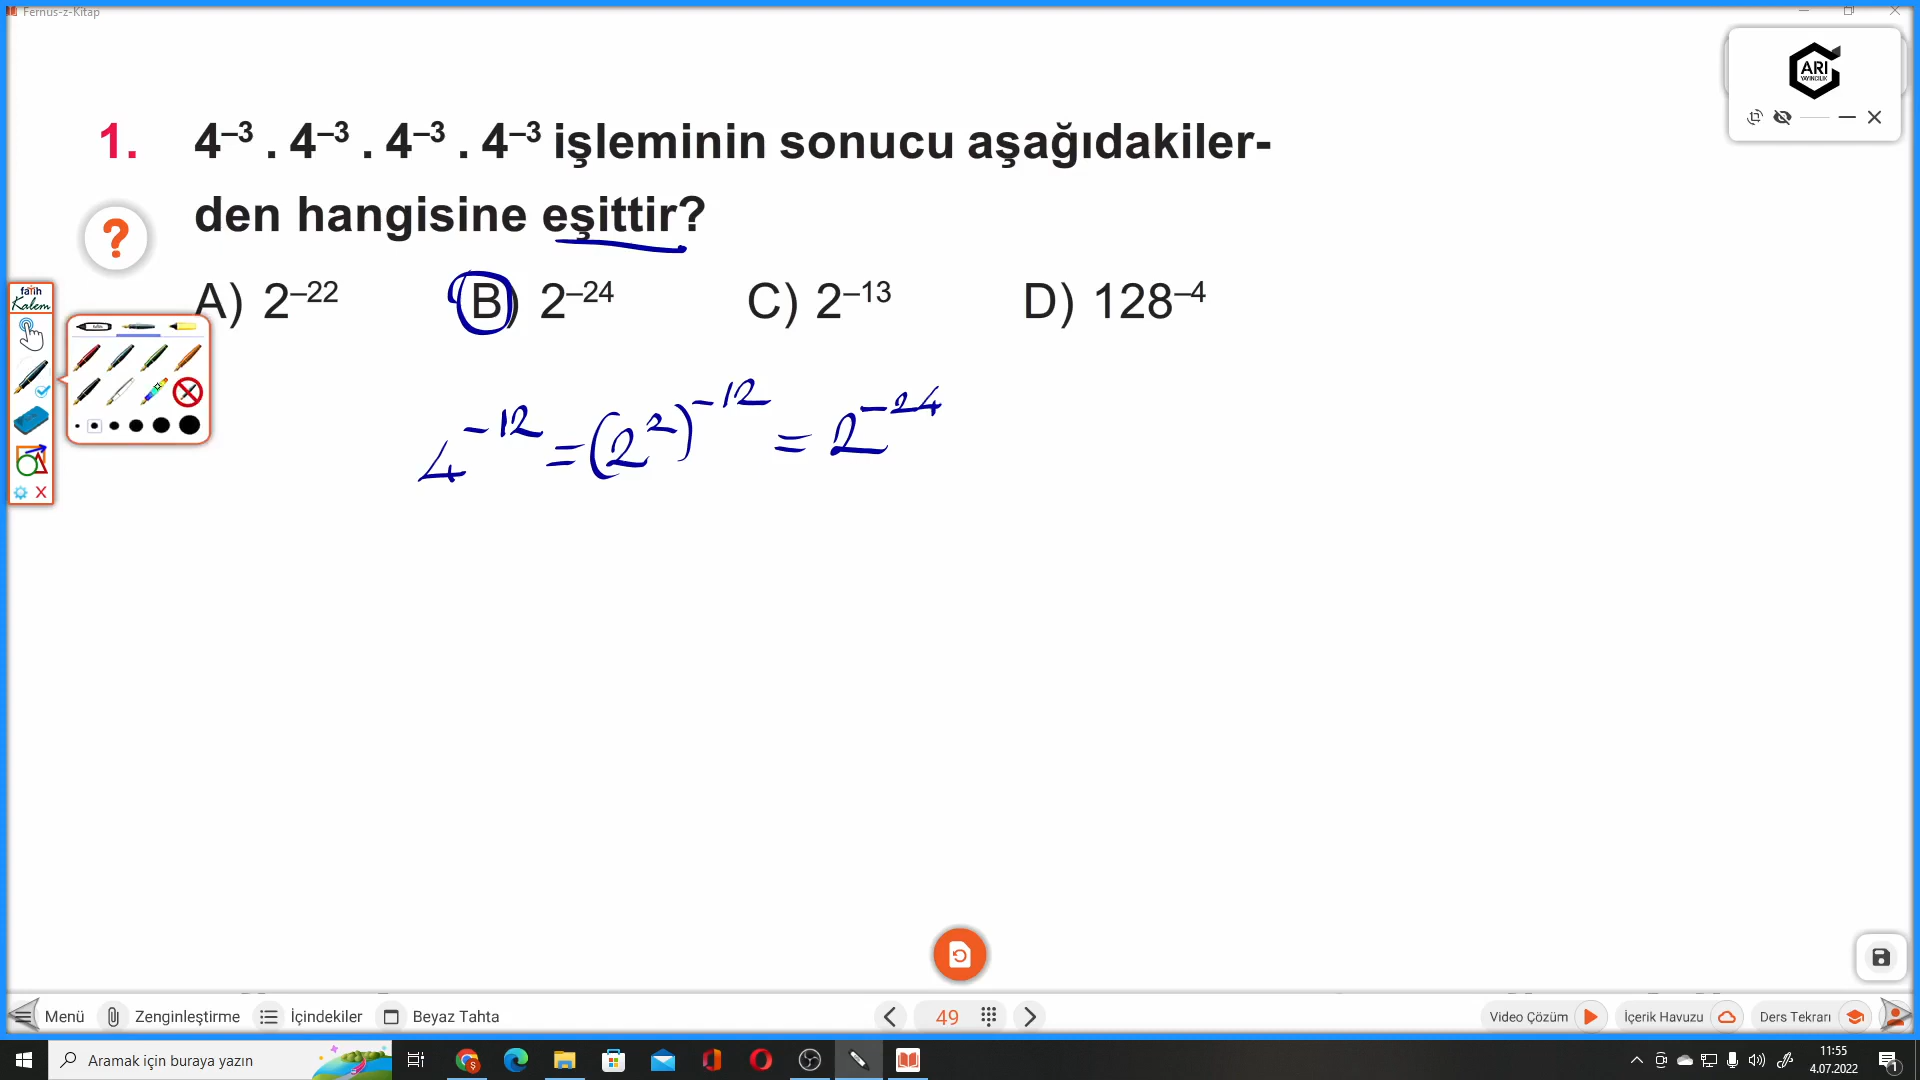 Fernus-z-Kitap
ARI
YAYINCILIK
1. 4⁻³ . 4⁻³ . 4⁻³ . 4⁻³ işleminin sonucu aşağıdakiler-
den hangisine eşittir?
A) 2⁻²² B) 2⁻²⁴ C) 2⁻¹³ D) 128⁻⁴
fatih
Kalem
4⁻¹² = (2²)⁻¹² = 2⁻²⁴
Menü Zenginleştirme İçindekiler Beyaz Tahta 49 Video Çözüm İçerik Havuzu Ders Tekrarı
Aramak için buraya yazın
11:55
4.07.2022
1